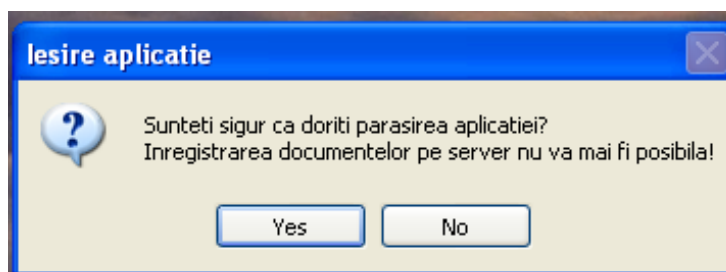 Iesire aplicatie
Sunteti sigur ca doriti parasirea aplicatiei?
Inregistrarea documentelor pe server nu va mai fi posibila!
Yes
No